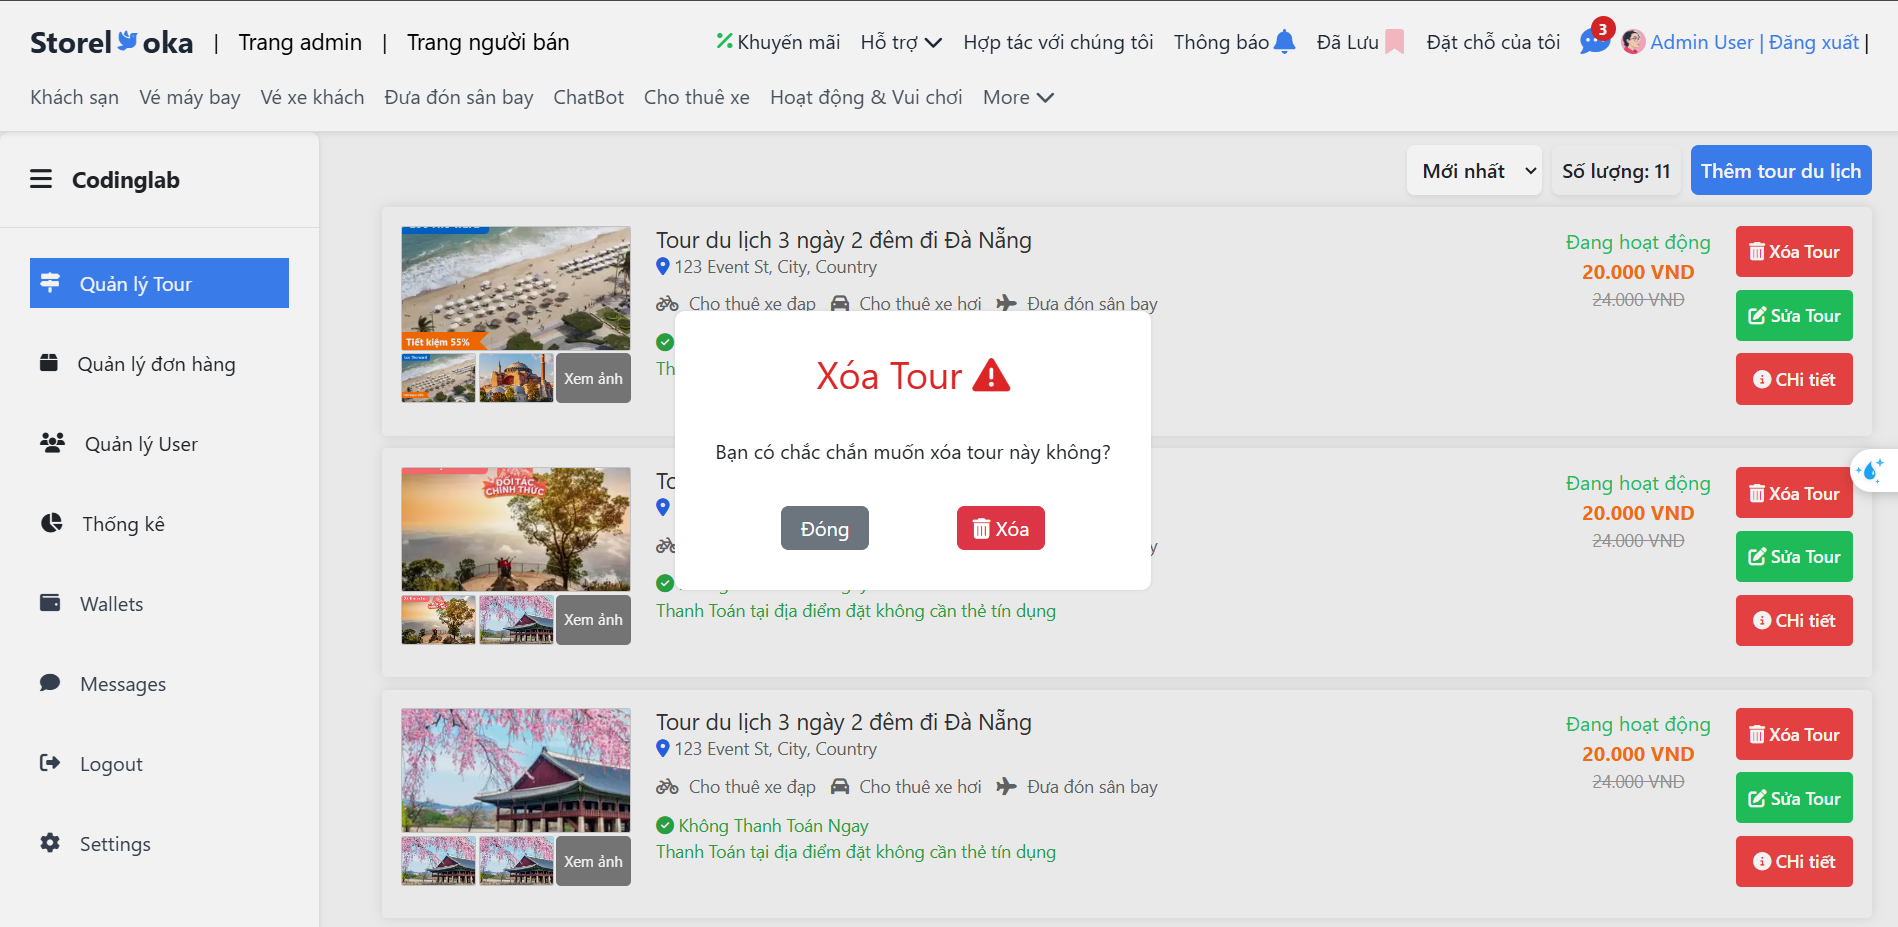 Storel oka | Trang admin | Trang người bán
Khuyến mãi Hỗ trợ Hợp tác với chúng tôi Thông báo Đã Lưu Đặt chỗ của tôi 3 Admin User | Đăng xuất |
Khách sạn Vé máy bay Vé xe khách Đưa đón sân bay ChatBot Cho thuê xe Hoạt động & Vui chơi More
Codinglab
Quản lý Tour
Quản lý đơn hàng
Quản lý User
Thống kê
Wallets
Messages
Logout
Settings
Mới nhất Số lượng: 11 Thêm tour du lịch
Tiết kiệm 55%
Xem ảnh
Tour du lịch 3 ngày 2 đêm đi Đà Nẵng
123 Event St, City, Country
Cho thuê xe đạp Cho thuê xe hơi Đưa đón sân bay
Th
Đang hoạt động
20.000 VND
24.000 VND
Xóa Tour
Sửa Tour
CHi tiết
Xóa Tour
Bạn có chắc chắn muốn xóa tour này không?
Đóng Xóa
ĐỐI TÁC
CHÍNH THỨC
Xem ảnh
Thanh Toán tại địa điểm đặt không cần thẻ tín dụng
Đang hoạt động
20.000 VND
24.000 VND
Xóa Tour
Sửa Tour
CHi tiết
Xem ảnh
Tour du lịch 3 ngày 2 đêm đi Đà Nẵng
123 Event St, City, Country
Cho thuê xe đạp Cho thuê xe hơi Đưa đón sân bay
Không Thanh Toán Ngay
Thanh Toán tại địa điểm đặt không cần thẻ tín dụng
Đang hoạt động
20.000 VND
24.000 VND
Xóa Tour
Sửa Tour
CHi tiết